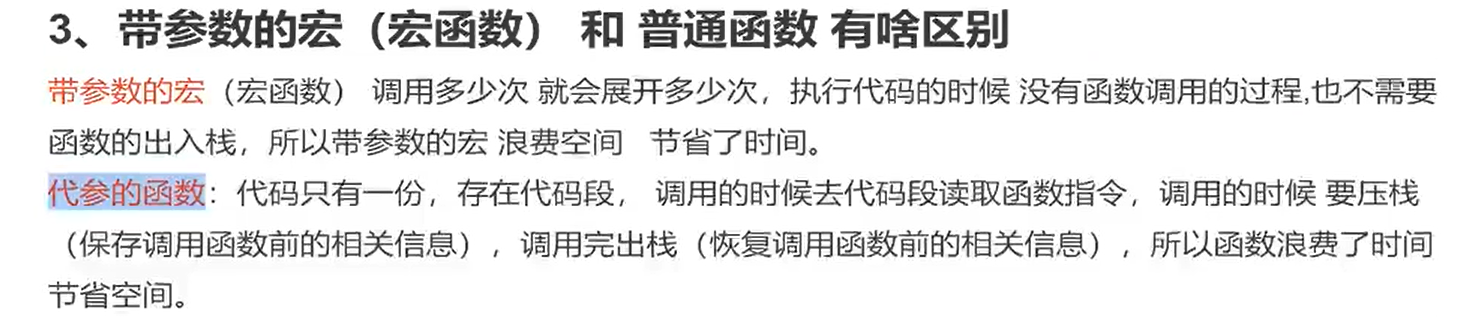 3、带参数的宏（宏函数） 和 普通函数 有啥区别
带参数的宏（宏函数） 调用多少次 就会展开多少次，执行代码的时候 没有函数调用的过程,也不需要
函数的出入栈，所以带参数的宏 浪费空间 节省了时间。
代参的函数：代码只有一份，存在代码段， 调用的时候去代码段读取函数指令，调用的时候 要压栈
（保存调用函数前的相关信息），调用完出栈（恢复调用函数前的相关信息），所以函数浪费了时间
节省空间。